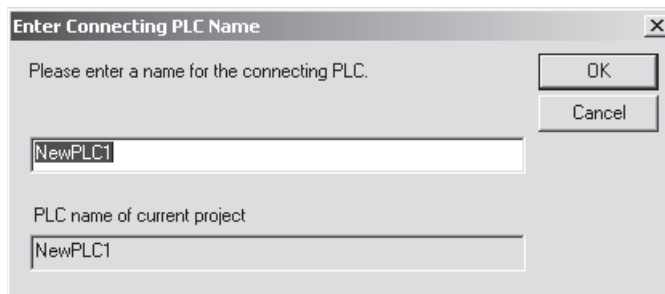 Enter Connecting PLC Name
Please enter a name for the connecting PLC.
OK
Cancel
NewPLC1
PLC name of current project
NewPLC1